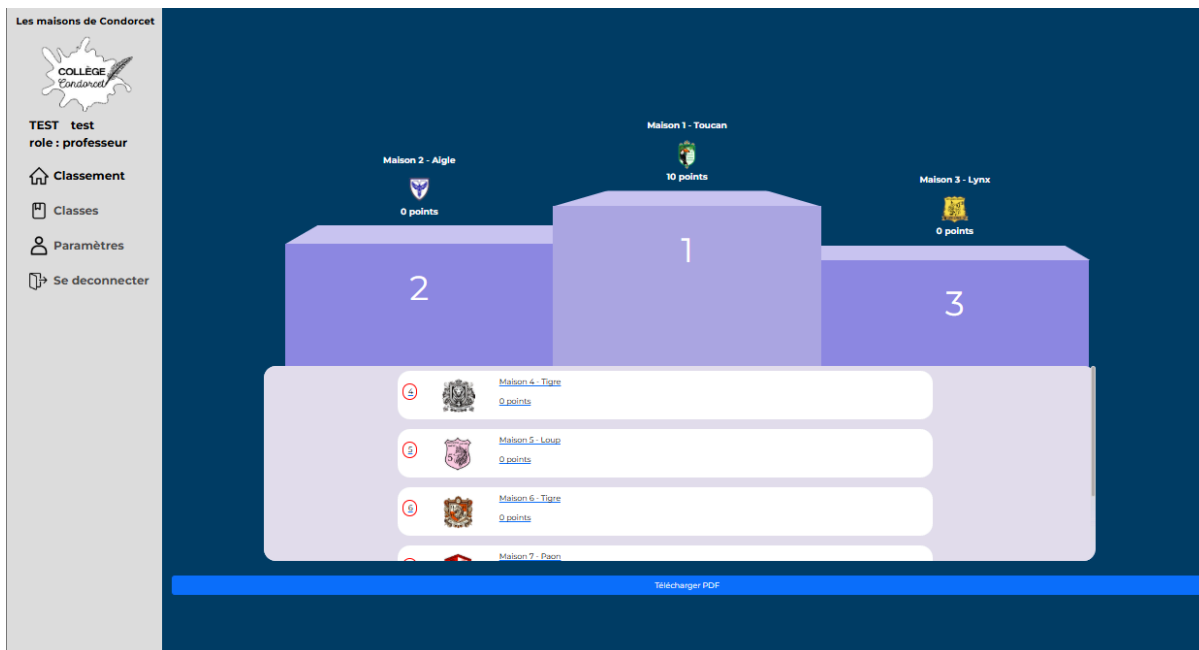 Les maisons de Condorcet
COLLÈGE
Condorcet
TEST test
role : professeur
Classement
Classes
Paramètres
Se deconnecter
Maison 1 - Toucan
10 points
Maison 2 - Aigle
0 points
Maison 3 - Lynx
0 points
1
2
3
4
Maison 4 - Tigre
0 points
5
Maison 5 - Loup
0 points
6
Maison 6 - Tigre
0 points
Maison 7 - Paon
Télécharger PDF